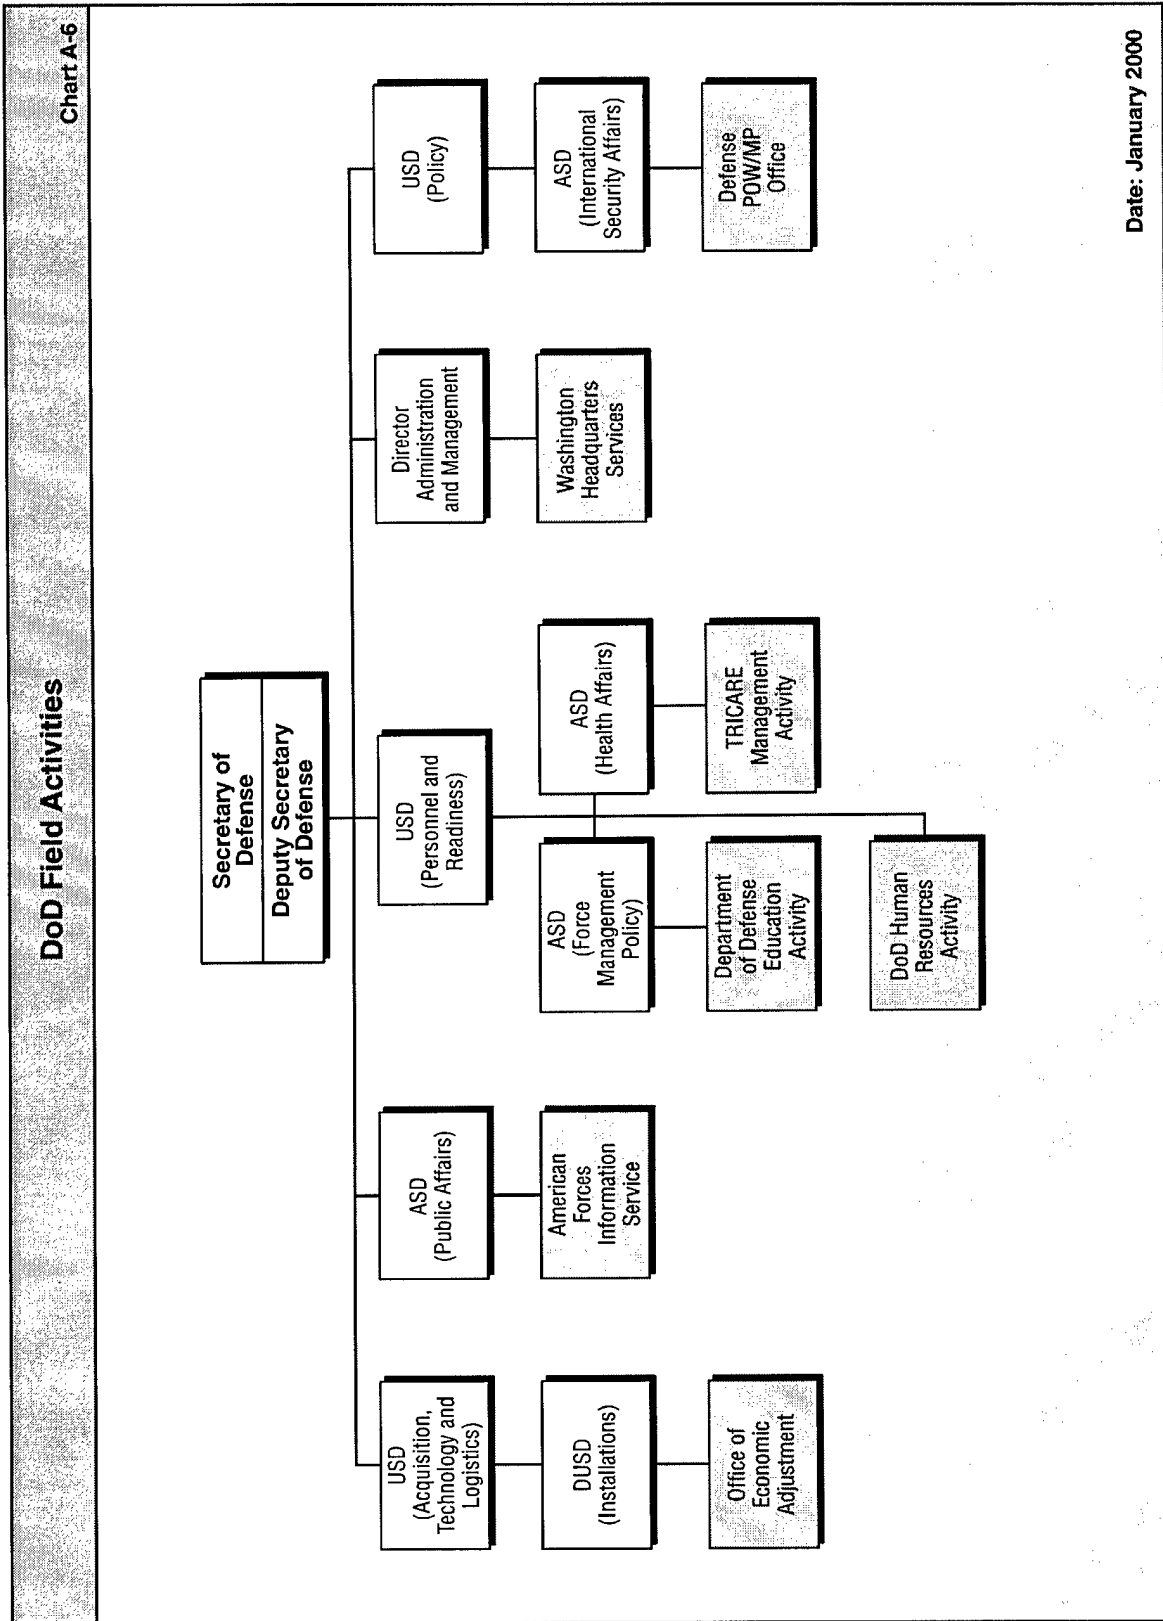 DoD Field Activities
Chart A-6
Secretary of
Defense
Deputy Secretary
of Defense
USD
(Acquisition,
Technology and
Logistics)
ASD
(Public Affairs)
USD
(Personnel and
Readiness)
Director
Administration
and Management
USD
(Policy)
DUSD
(Installations)
American
Forces
Information
Service
ASD
(Force
Management
Policy)
ASD
(Health Affairs)
Washington
Headquarters
Services
ASD
(International
Security Affairs)
Office of
Economic
Adjustment
Department
of Defense
Education
Activity
TRICARE
Management
Activity
Defense
POW/MP
Office
DoD Human
Resources
Activity
Date: January 2000